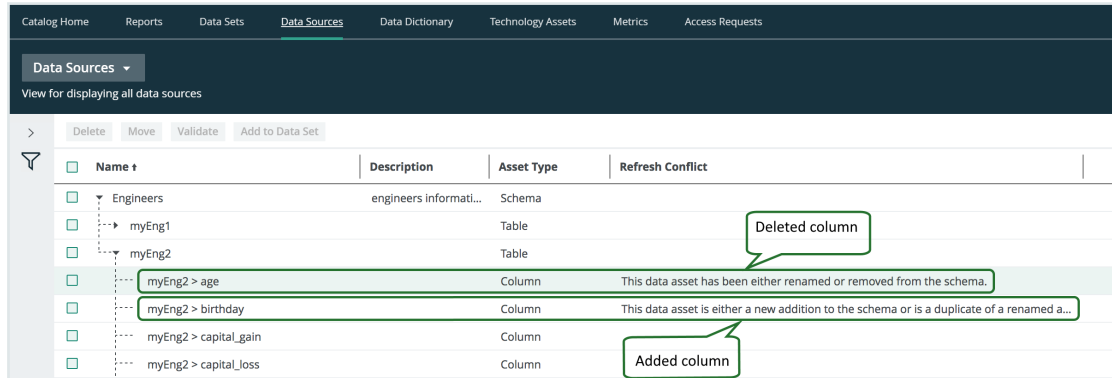 Catalog Home Reports Data Sets Data Sources Data Dictionary Technology Assets Metrics Access Requests
Data Sources
View for displaying all data sources
Delete Move Validate Add to Data Set
Name Description Asset Type Refresh Conflict
Engineers engineers informati... Schema
myEng1 Table
Deleted column
myEng2 Table
myEng2 > age Column This data asset has been either renamed or removed from the schema.
myEng2 > birthday Column This data asset is either a new addition to the schema or is a duplicate of a renamed a...
myEng2 > capital_gain Column
Added column
myEng2 > capital_loss Column